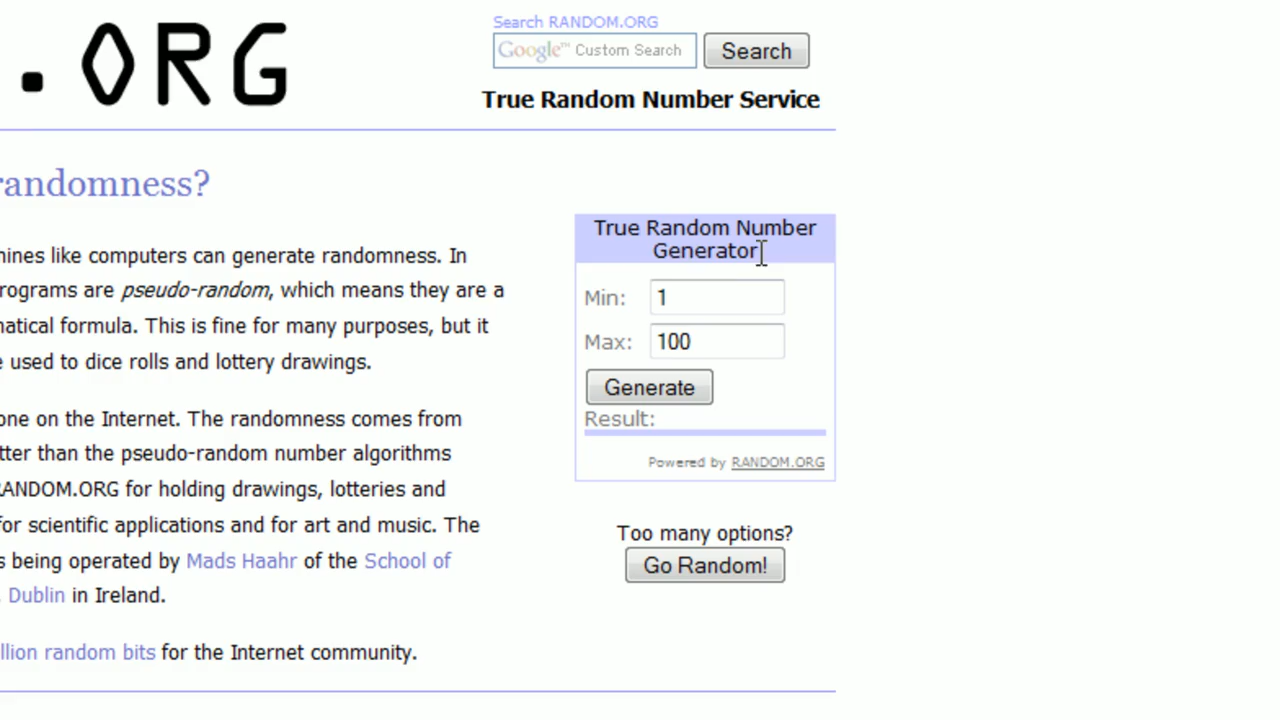 .ORG
Search RANDOM.ORG
Google™ Custom Search
Search
True Random Number Service
randomness?
hines like computers can generate randomness. In
rograms are pseudo-random, which means they are a
matical formula. This is fine for many purposes, but it
e used to dice rolls and lottery drawings.
one on the Internet. The randomness comes from
tter than the pseudo-random number algorithms
RANDOM.ORG for holding drawings, lotteries and
for scientific applications and for art and music. The
s being operated by Mads Haahr of the School of
, Dublin in Ireland.
llion random bits for the Internet community.
True Random Number
Generator
Min: 1
Max: 100
Generate
Result:
Powered by RANDOM.ORG
Too many options?
Go Random!